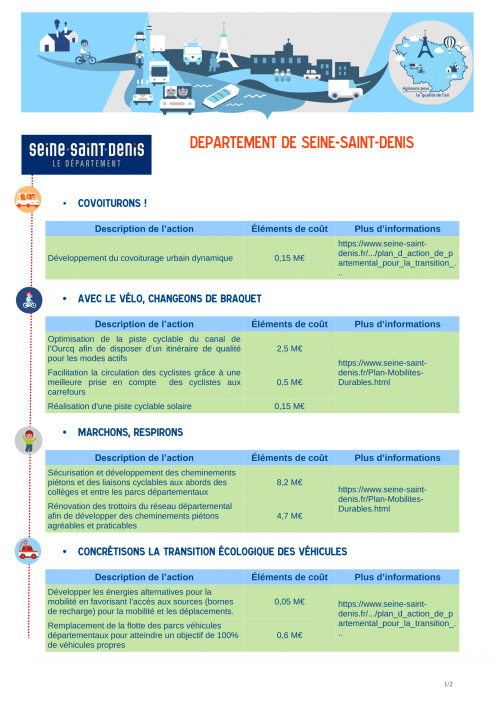 Agissons pour
la qualité de l'air
seine-saint-denis
LE DÉPARTEMENT
DEPARTEMENT DE SEINE-SAINT-DENIS
• COVOITURONS !
Description de l'action Éléments de coût Plus d'informations
Développement du covoiturage urbain dynamique 0,15 M€ https://www.seine-saint-
denis.fr/.../plan_d_action_de_p
artemental_pour_la_transition_.
..
• AVEC LE VÉLO, CHANGEONS DE BRAQUET
Description de l'action Éléments de coût Plus d'informations
Optimisation de la piste cyclable du canal de
l'Ourcq afin de disposer d'un itinéraire de qualité
pour les modes actifs
2,5 M€
Facilitation la circulation des cyclistes grâce à une
meilleure prise en compte des cyclistes aux
carrefours
0,5 M€
Réalisation d'une piste cyclable solaire 0,15 M€
https://www.seine-saint-
denis.fr/Plan-Mobilites-
Durables.html
• MARCHONS, RESPIRONS
Description de l'action Éléments de coût Plus d'informations
Sécurisation et développement des cheminements
piétons et des liaisons cyclables aux abords des
collèges et entre les parcs départementaux
8,2 M€
Rénovation des trottoirs du réseau départemental
afin de développer des cheminements piétons
agréables et praticables
4,7 M€
https://www.seine-saint-
denis.fr/Plan-Mobilites-
Durables.html
• CONCRÉTISONS LA TRANSITION ÉCOLOGIQUE DES VÉHICULES
Description de l'action Éléments de coût Plus d'informations
Développer les énergies alternatives pour la
mobilité en favorisant l'accès aux sources (bornes
de recharge) pour la mobilité et les déplacements.
0,05 M€
Remplacement de la flotte des parcs véhicules
départementaux pour atteindre un objectif de 100%
de véhicules propres
0,6 M€
https://www.seine-saint-
denis.fr/.../plan_d_action_de_p
artemental_pour_la_transition_.
..
1/2